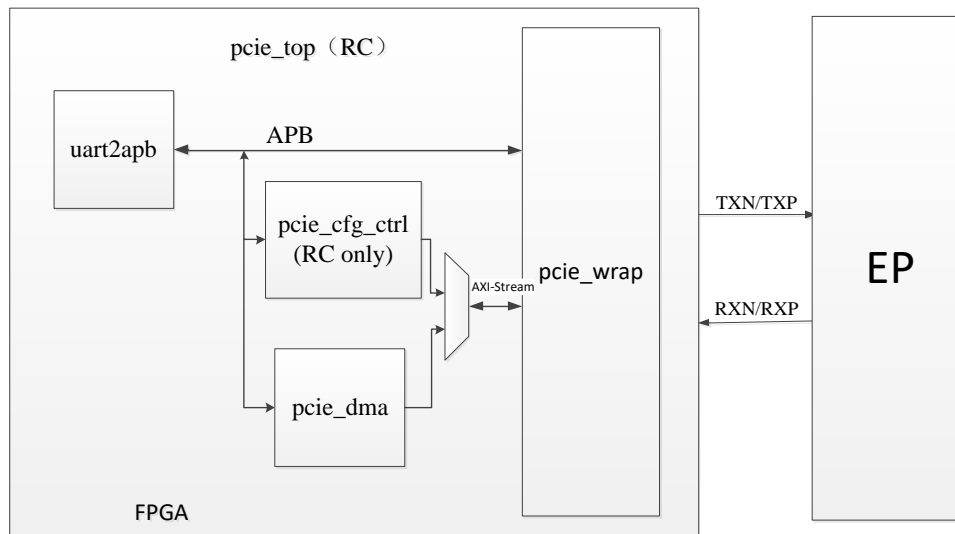 pcie_top（RC）
uart2apb
APB
pcie_cfg_ctrl
(RC only)
AXI-Stream
pcie_wrap
pcie_dma
FPGA
TXN/TXP
RXN/RXP
EP